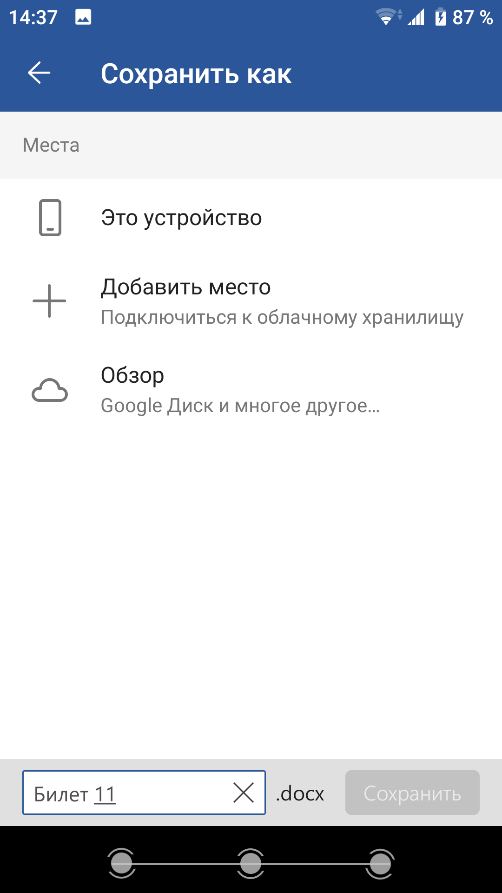 14:37
87 %
Сохранить как
Места
Это устройство
Добавить место
Подключиться к облачному хранилищу
Обзор
Google Диск и многое другое...
Билет 11
.docx
Сохранить